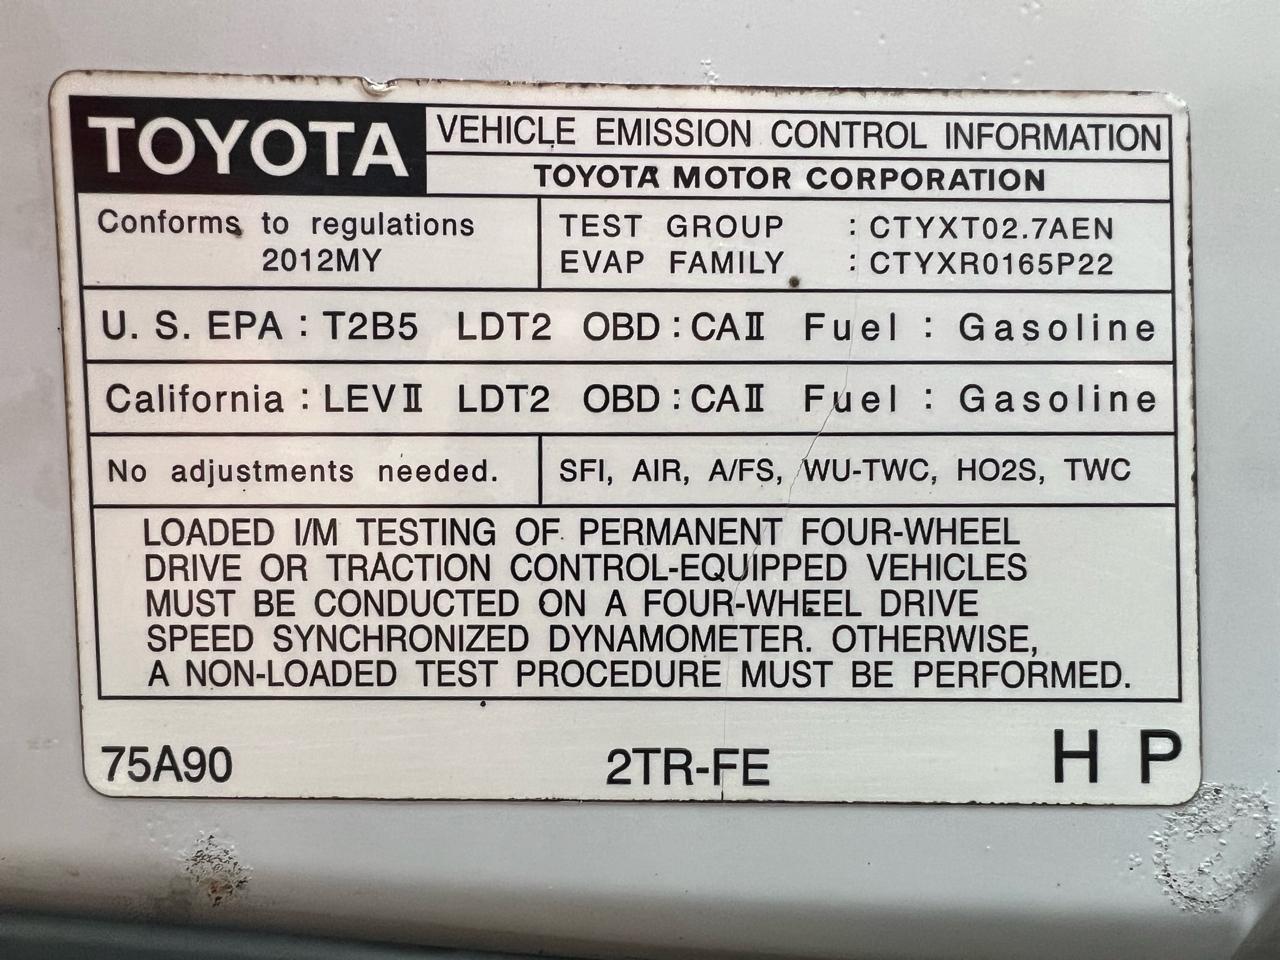 TOYOTA
VEHICLE EMISSION CONTROL INFORMATION
TOYOTA MOTOR CORPORATION
Conforms to regulations
2012MY
TEST GROUP : CTYXT02.7AEN
EVAP FAMILY : CTYXR0165P22
U. S. EPA : T2B5 LDT2 OBD : CAⅡ Fuel : Gasoline
California : LEVⅡ LDT2 OBD : CAⅡ Fuel : Gasoline
No adjustments needed.
SFI, AIR, A/FS, WU-TWC, HO2S, TWC
LOADED I/M TESTING OF PERMANENT FOUR-WHEEL
DRIVE OR TRACTION CONTROL-EQUIPPED VEHICLES
MUST BE CONDUCTED ON A FOUR-WHEEL DRIVE
SPEED SYNCHRONIZED DYNAMOMETER. OTHERWISE,
A NON-LOADED TEST PROCEDURE MUST BE PERFORMED.
75A90 2TR-FE H P